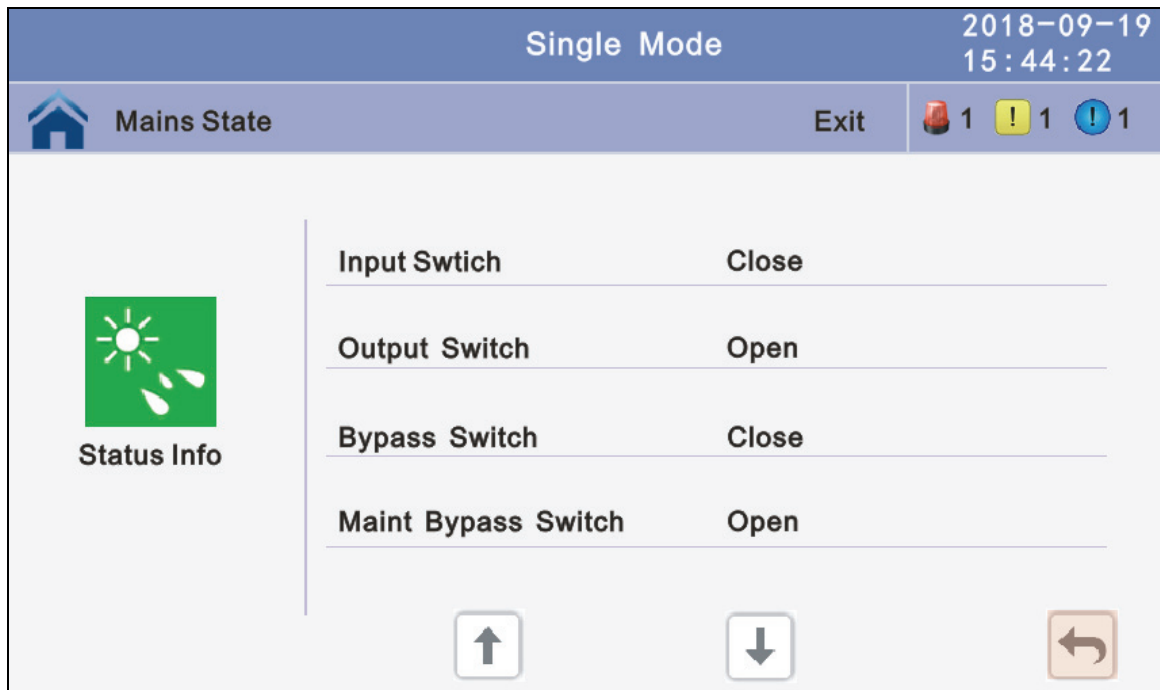 Single Mode
2018-09-19
15:44:22
Mains State Exit 1 ! 1 ! 1
Input Swtich Close
Output Switch Open
Bypass Switch Close
Status Info
Maint Bypass Switch Open